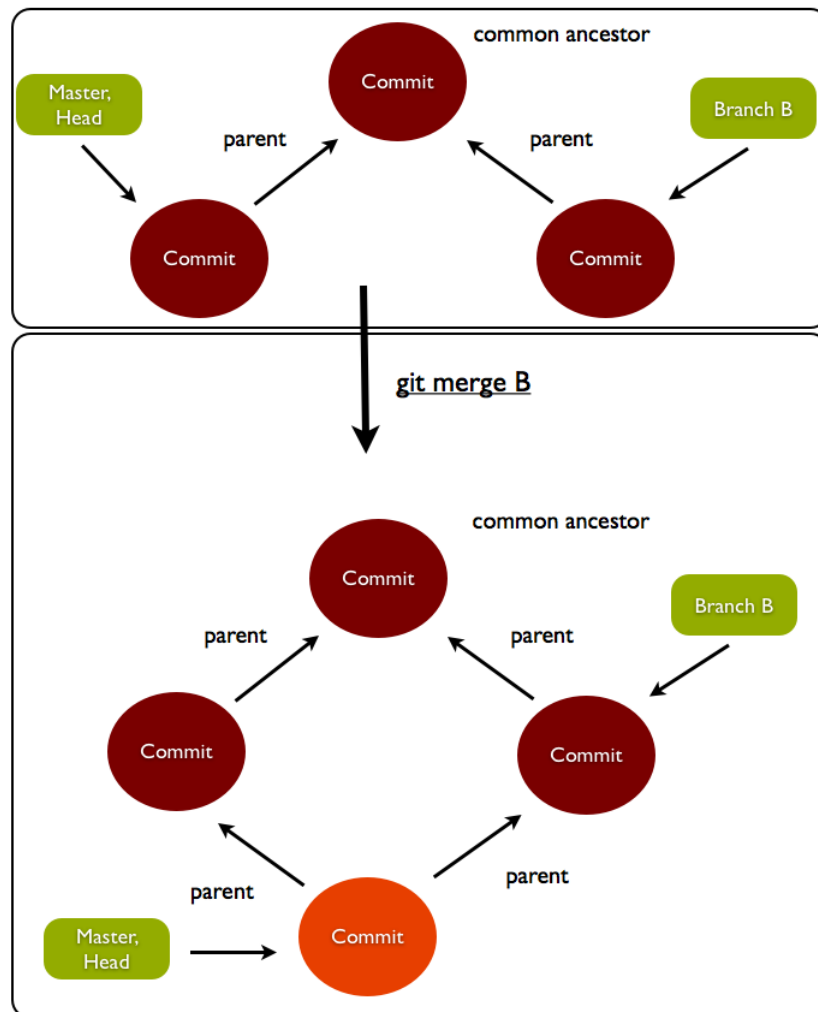 common ancestor
Commit
Master,
Head
Branch B
parent
parent
Commit
Commit
git merge B
common ancestor
Commit
Branch B
parent
parent
Commit
Commit
parent
parent
Commit
Master,
Head